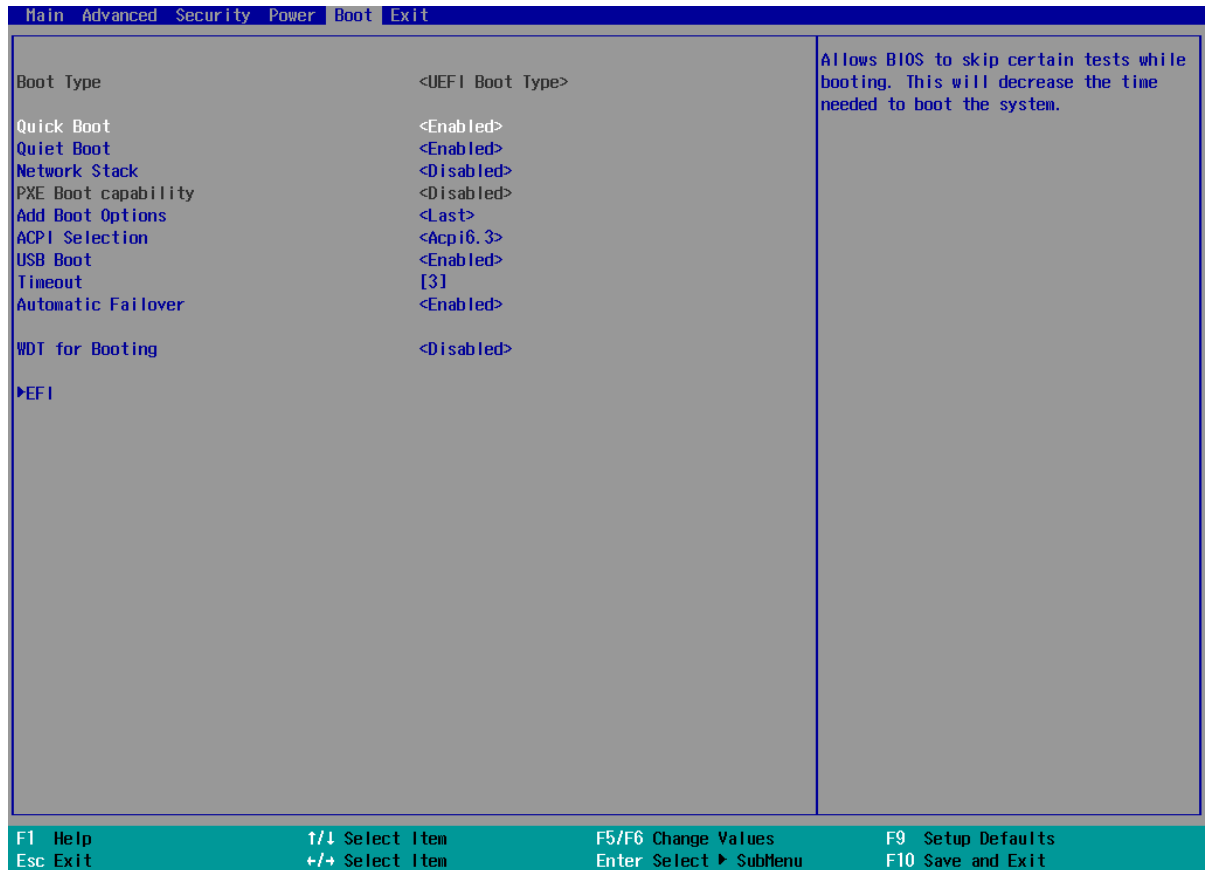 Main Advanced Security Power Boot Exit
Boot Type <UEFI Boot Type>
Quick Boot <Enabled>
Quiet Boot <Enabled>
Network Stack <Disabled>
PXE Boot capability <Disabled>
Add Boot Options <Last>
ACPI Selection <Acpi6.3>
USB Boot <Enabled>
Timeout [3]
Automatic Failover <Enabled>
WDT for Booting <Disabled>
▶EFI
Allows BIOS to skip certain tests while
booting. This will decrease the time
needed to boot the system.
F1 Help ↑/↓ Select Item F5/F6 Change Values F9 Setup Defaults
Esc Exit ←/→ Select Item Enter Select ▶ SubMenu F10 Save and Exit